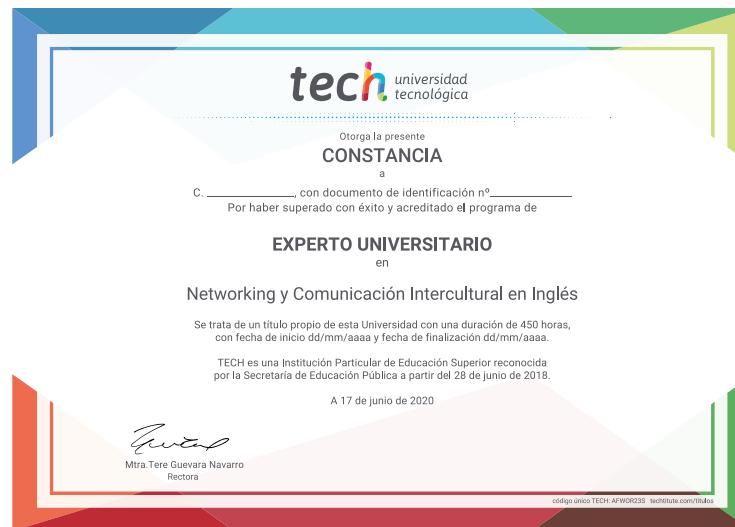 tech universidad
tecnológica
Otorga la presente
CONSTANCIA
a
C. ________________, con documento de identificación nº______________
Por haber superado con éxito y acreditado el programa de
EXPERTO UNIVERSITARIO
en
Networking y Comunicación Intercultural en Inglés
Se trata de un título propio de esta Universidad con una duración de 450 horas,
con fecha de inicio dd/mm/aaaa y fecha de finalización dd/mm/aaaa.
TECH es una Institución Particular de Educación Superior reconocida
por la Secretaría de Educación Pública a partir del 28 de junio de 2018.
A 17 de junio de 2020
Mtra.Tere Guevara Navarro
Rectora
código único TECH: AFWOR23S techtitute.com/títulos